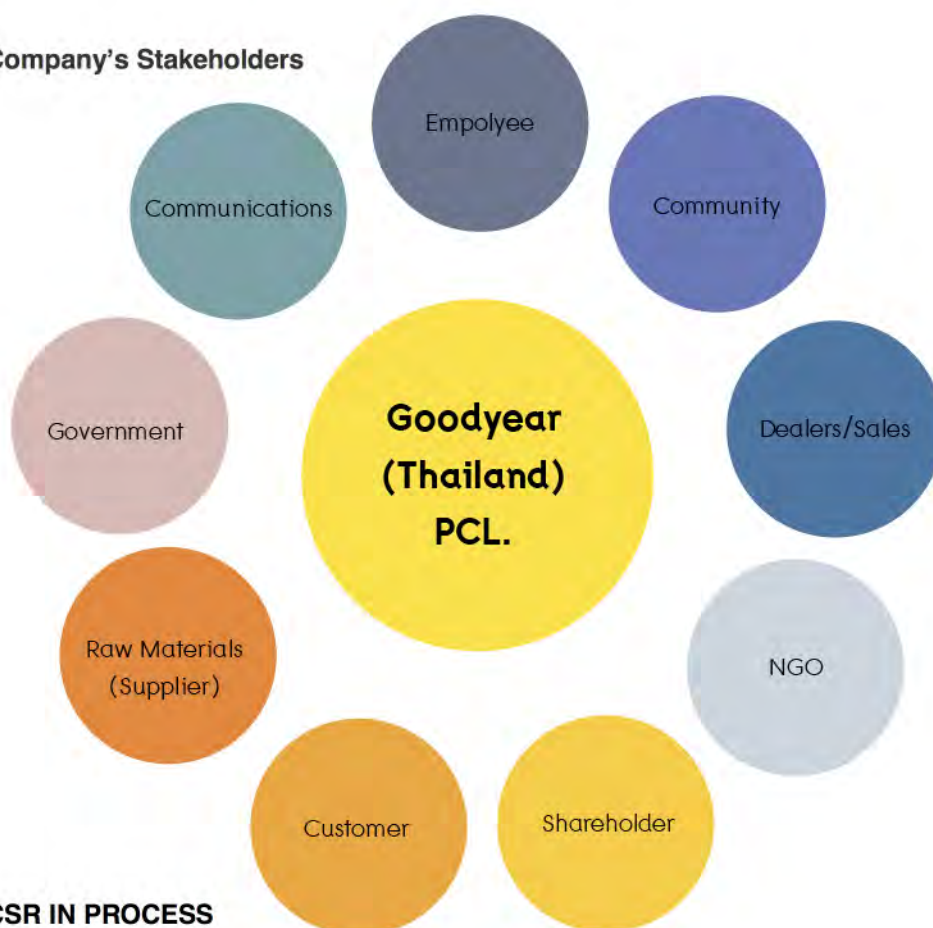 Company's Stakeholders
Empolyee
Communications
Community
Government
Goodyear
(Thailand)
PCL.
Dealers/Sales
Raw Materials
(Supplier)
NGO
Customer
Shareholder
CSR IN PROCESS